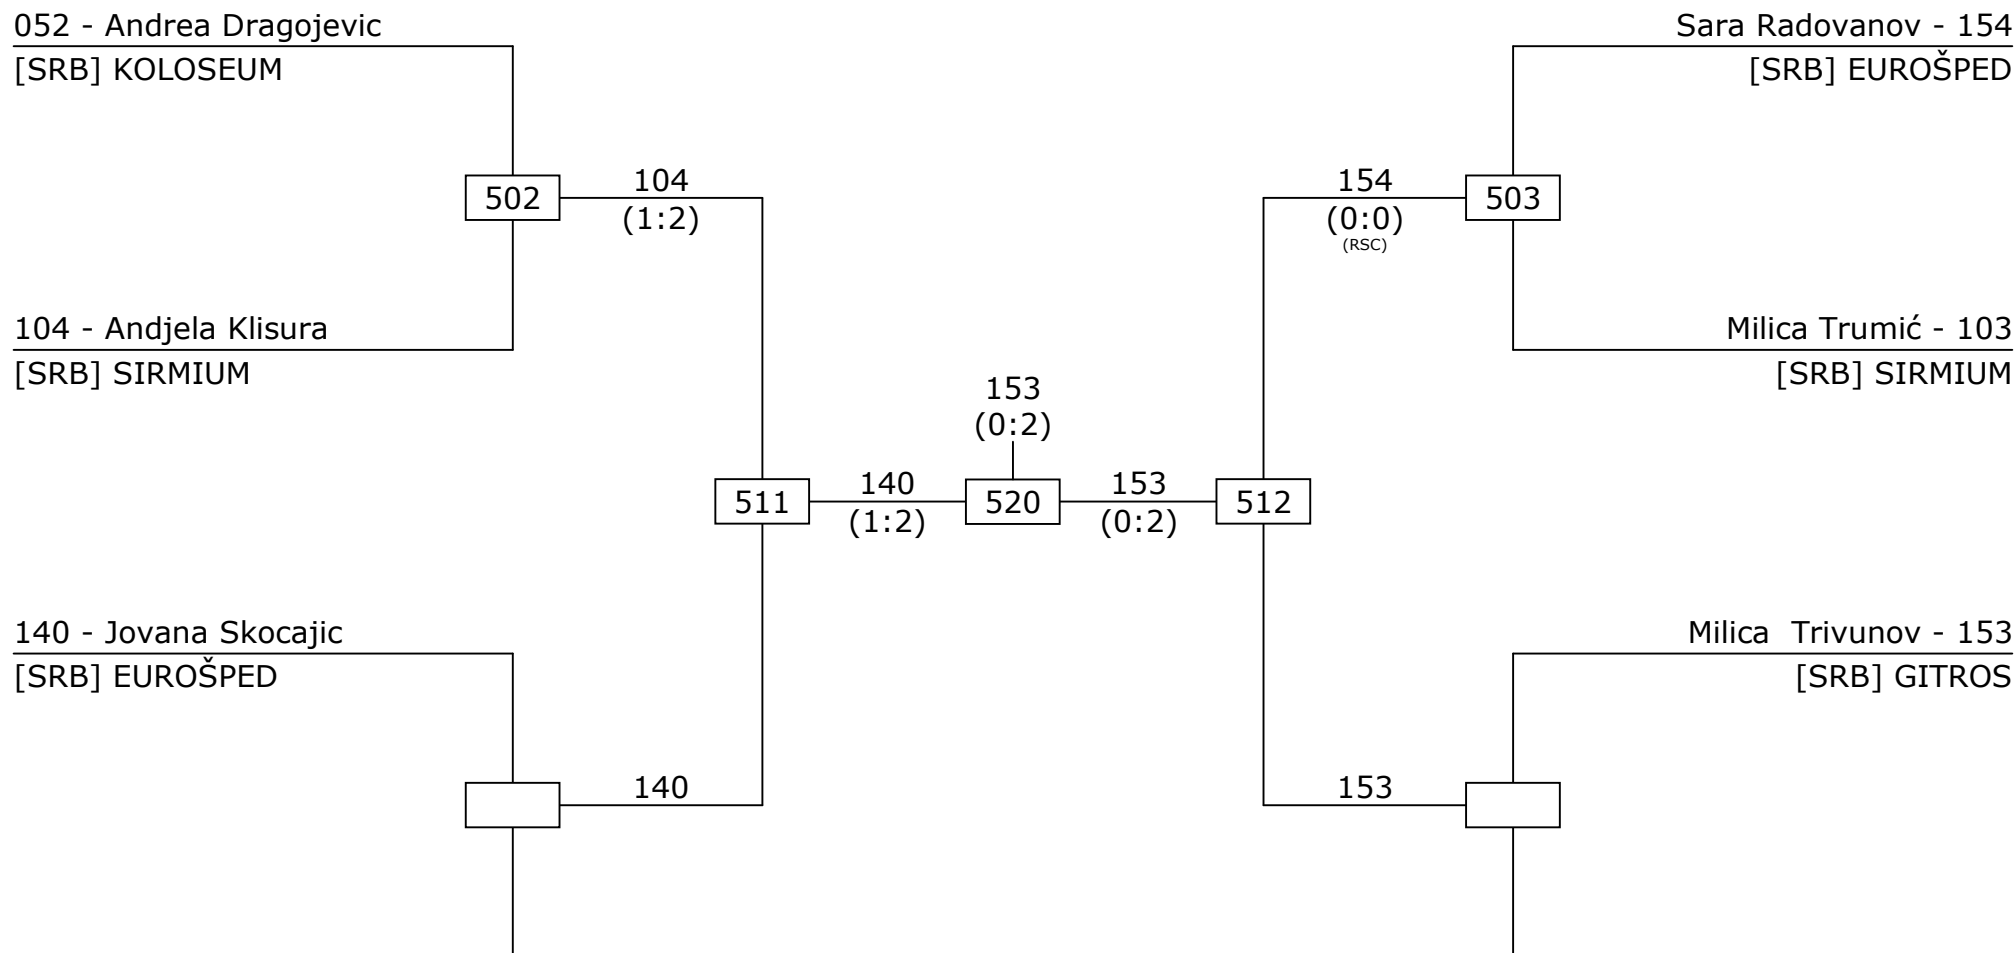 052 - Andrea Dragojevic
[SRB] KOLOSEUM
Sara Radovanov - 154
[SRB] EUROŠPED
502
104
(1:2)
154
(0:0)
(RSC)
503
104 - Andjela Klisura
[SRB] SIRMIUM
Milica Trumić - 103
[SRB] SIRMIUM
153
(0:2)
511
140
(1:2)
520
153
(0:2)
512
140 - Jovana Skocajic
[SRB] EUROŠPED
Milica  Trivunov - 153
[SRB] GITROS
140
153